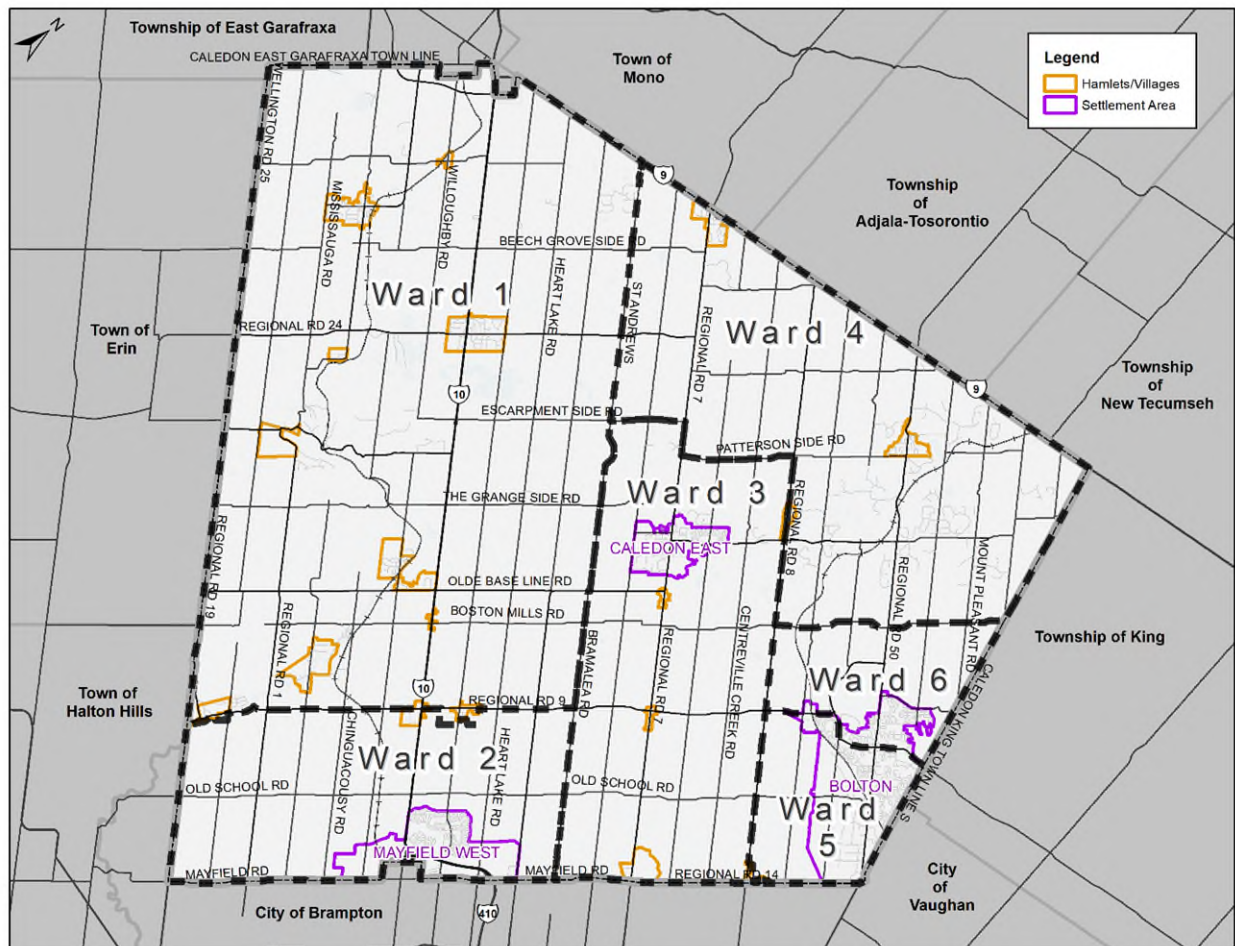 N
Township of East Garafraxa
CALEDON EAST GARAFRAXA TOWN LINE
Town of
Mono
Legend
Hamlets/Villages
Settlement Area
WELLINGTON RD 25
MISSISSAUGA RD
WILLOUGHBY RD
9
Township
of
Adjala-Tosorontio
BEECH GROVE SIDE RD
HEART LAKE RD
ST ANDREWS
REGIONAL RD 7
Ward 1
Ward 4
Town of
Erin
REGIONAL RD 24
10
9
Township
of
New Tecumseh
ESCARPMENT SIDE RD
PATTERSON SIDE RD
THE GRANGE SIDE RD
Ward 3
CALEDON EAST
REGIONAL RD 8
REGIONAL RD 19
OLDE BASE LINE RD
BOSTON MILLS RD
REGIONAL RD 1
BRAMALEA RD
REGIONAL RD 7
CENTREVILLE CREEK RD
REGIONAL RD 50
MOUNT PLEASANT RD
Township of King
CALEDON KING TOWN LINE S
Town of
Halton Hills
10
REGIONAL RD 9
Ward 6
CHINGUACOUSY RD
Ward 2
HEART LAKE RD
OLD SCHOOL RD
OLD SCHOOL RD
BOLTON
Ward
5
MAYFIELD WEST
MAYFIELD RD
MAYFIELD RD
REGIONAL RD 14
City of Brampton
410
City
of
Vaughan